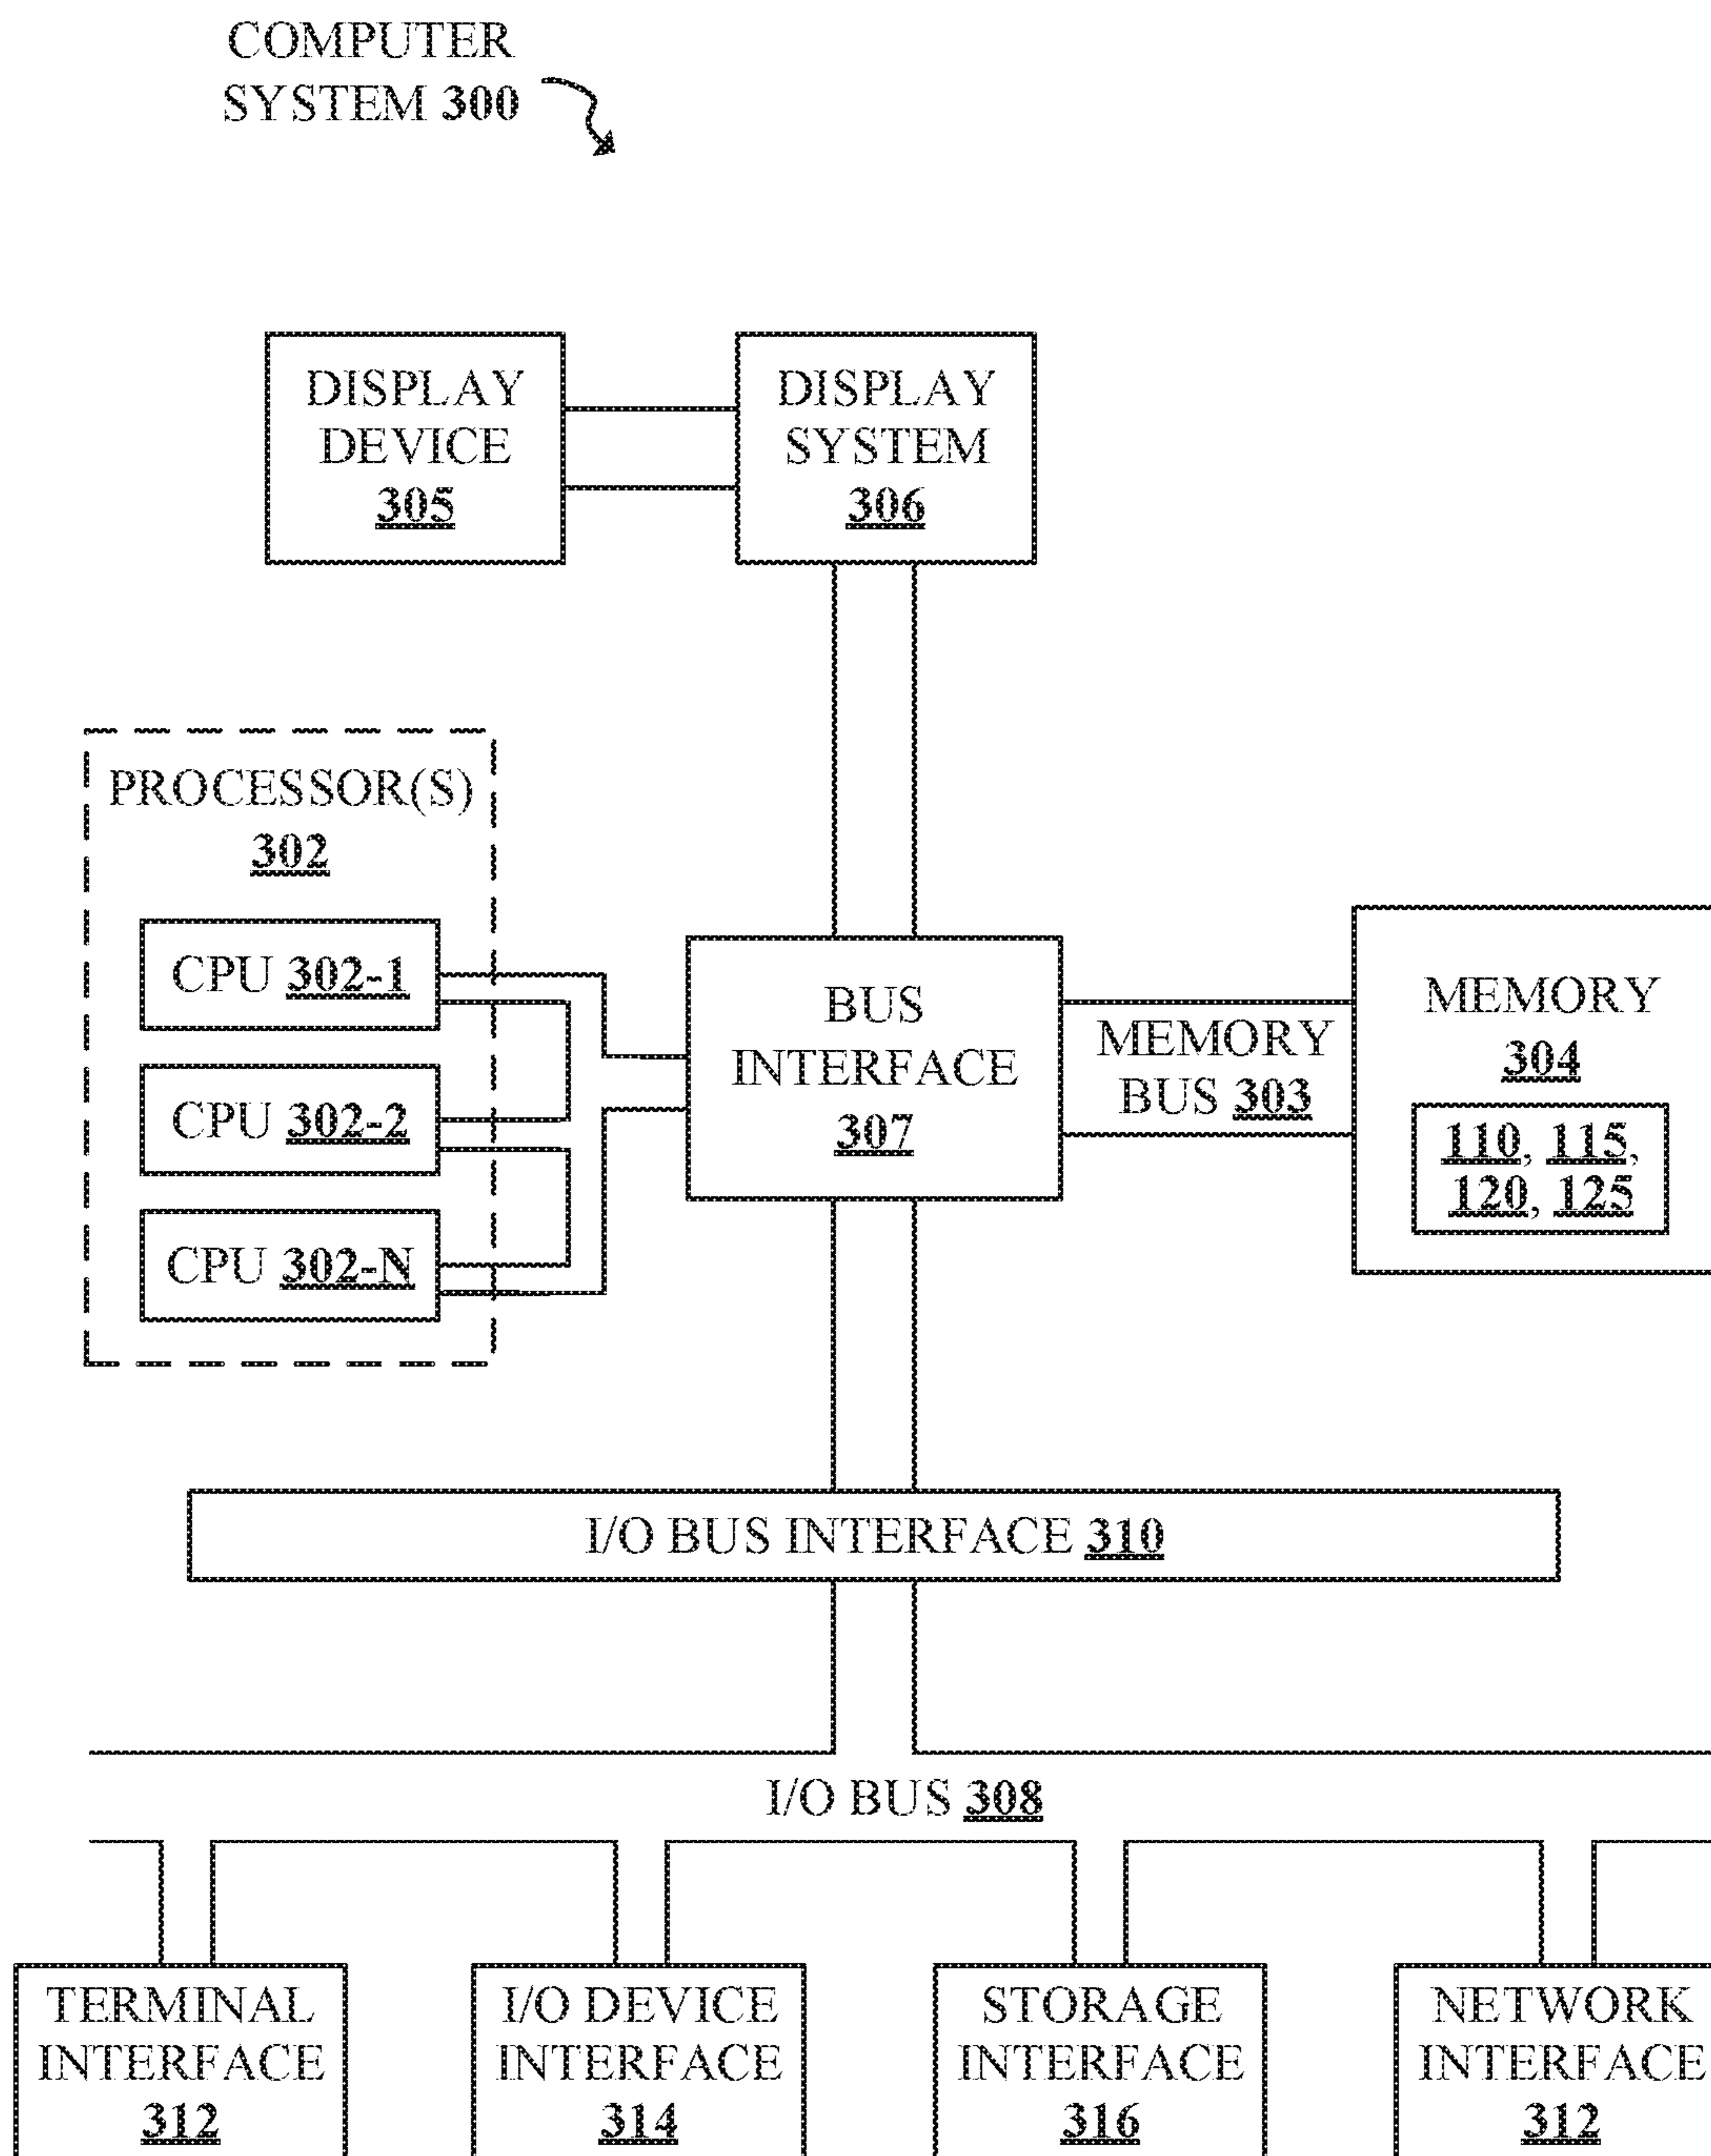 COMPUTER
SYSTEM 300
DISPLAY
DEVICE
305
DISPLAY
SYSTEM
306
PROCESSOR(S)
302
CPU 302-1
CPU 302-2
CPU 302-N
BUS
INTERFACE
307
MEMORY
BUS 303
MEMORY
304
110, 115,
120, 125
I/O BUS INTERFACE 310
I/O BUS 308
TERMINAL
INTERFACE
312
I/O DEVICE
INTERFACE
314
STORAGE
INTERFACE
316
NETWORK
INTERFACE
312